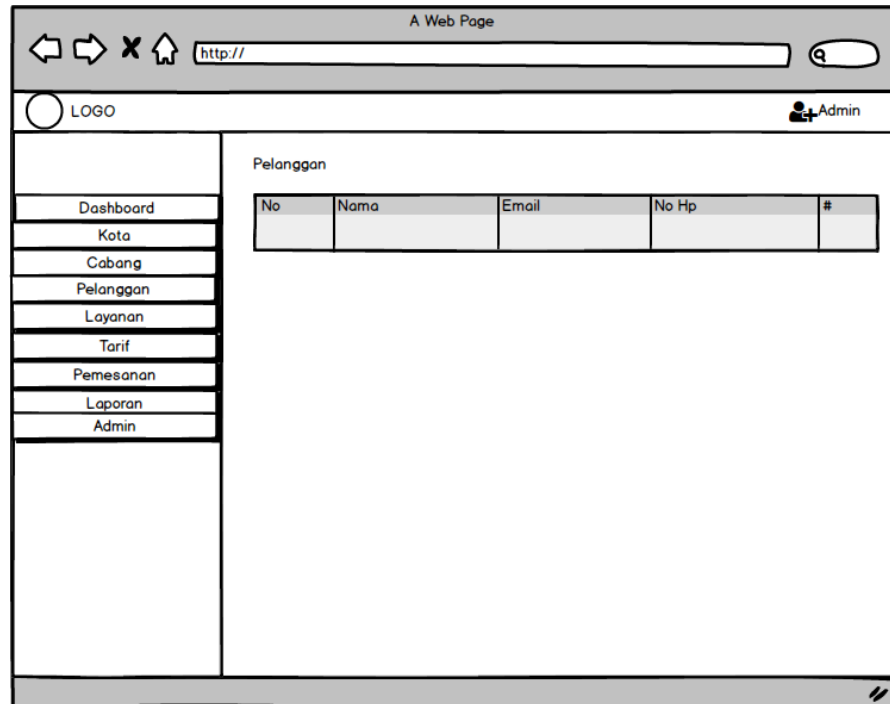 A Web Page
http://
LOGO
Admin
Pelanggan
No Nama Email No Hp #
Dashboard
Kota
Cabang
Pelanggan
Layanan
Tarif
Pemesanan
Laporan
Admin